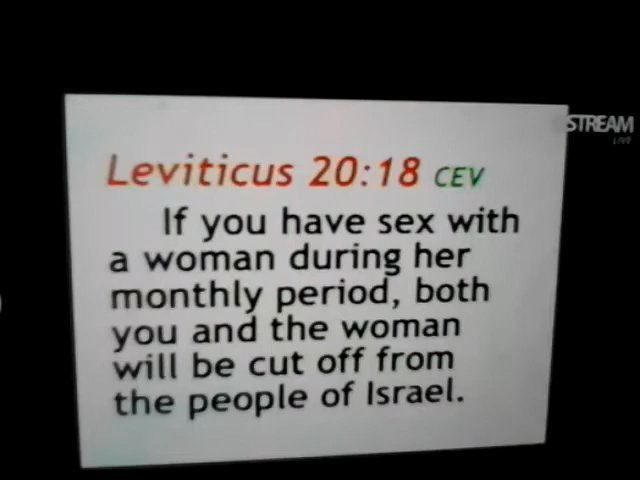 STREAM
LIVE
Leviticus 20:18 CEV
If you have sex with
a woman during her
monthly period, both
you and the woman
will be cut off from
the people of Israel.